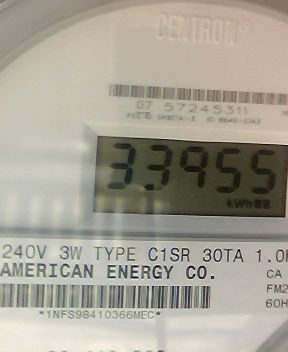 CENTRON®
07 57245311
33955
kWh
240V 3W TYPE C1SR 30TA 1.0
AMERICAN ENERGY CO.
CA
FM2
60H
*1NFS98410366MEC*